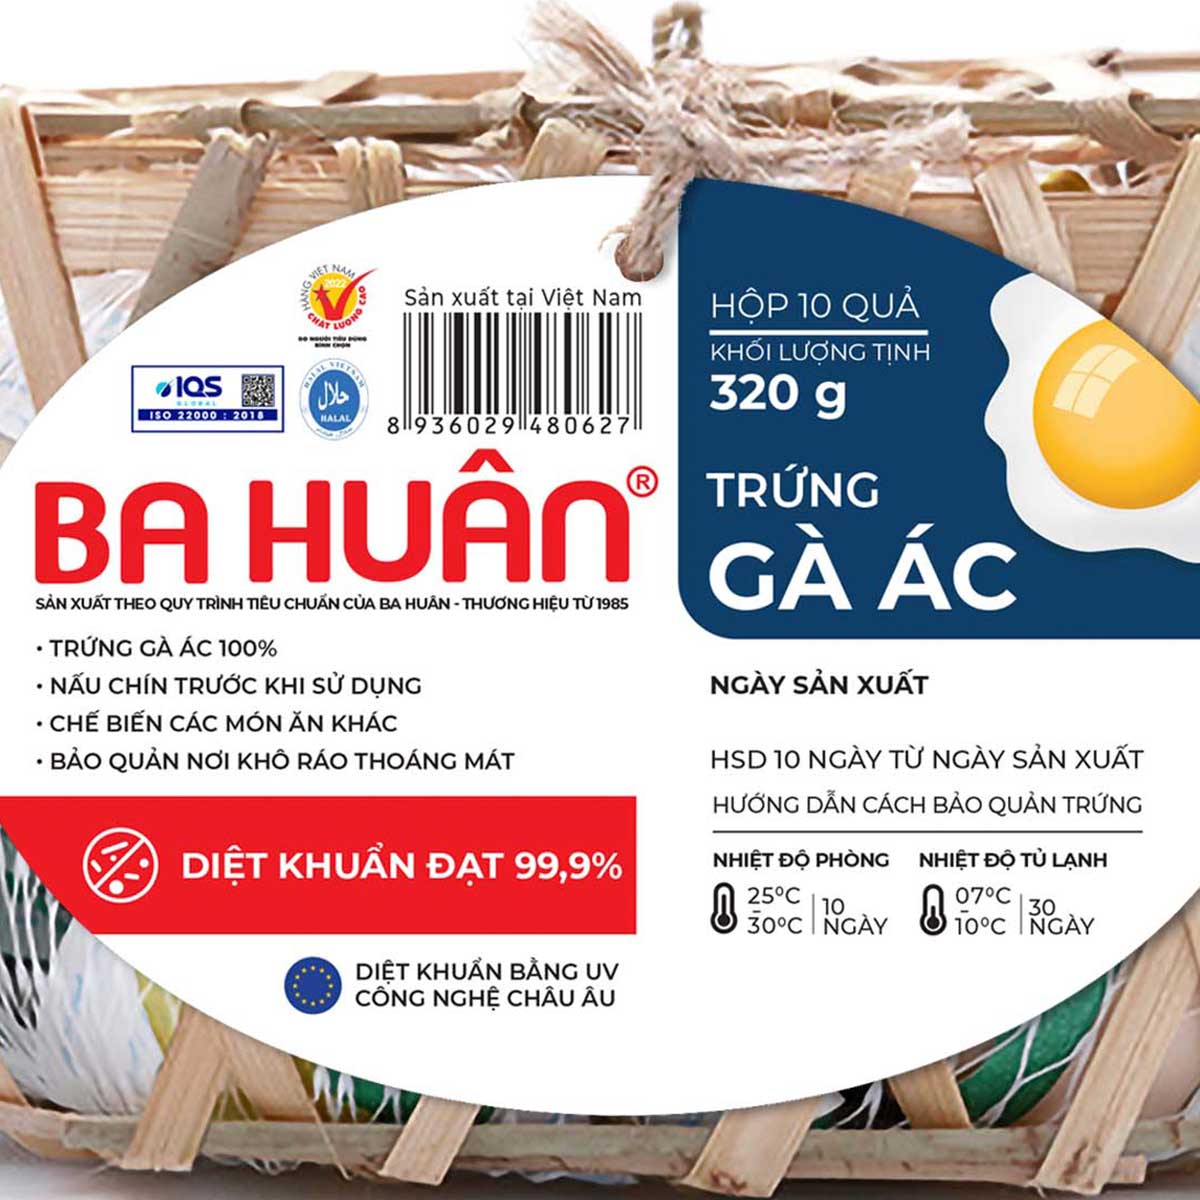 HÀNG VIỆT NAM
2022
CHẤT LƯỢNG CAO
DO NGƯỜI TIÊU DÙNG
BÌNH CHỌN
Sản xuất tại Việt Nam
IQS
GLOBAL
ISO 22000 : 2018
HALAL VIETNAM
حلال
HALAL
8 936029 480627
BA HUÂN®
SẢN XUẤT THEO QUY TRÌNH TIÊU CHUẨN CỦA BA HUÂN - THƯƠNG HIỆU TỪ 1985
• TRỨNG GÀ ÁC 100%
• NẤU CHÍN TRƯỚC KHI SỬ DỤNG
• CHẾ BIẾN CÁC MÓN ĂN KHÁC
• BẢO QUẢN NƠI KHÔ RÁO THOÁNG MÁT
DIỆT KHUẨN ĐẠT 99,9%
DIỆT KHUẨN BẰNG UV
CÔNG NGHỆ CHÂU ÂU
HỘP 10 QUẢ
KHỐI LƯỢNG TỊNH
320 g
TRỨNG
GÀ ÁC
NGÀY SẢN XUẤT
HSD 10 NGÀY TỪ NGÀY SẢN XUẤT
HƯỚNG DẪN CÁCH BẢO QUẢN TRỨNG
NHIỆT ĐỘ PHÒNG
25°C - 30°C | 10 NGÀY
NHIỆT ĐỘ TỦ LẠNH
07°C - 10°C | 30 NGÀY